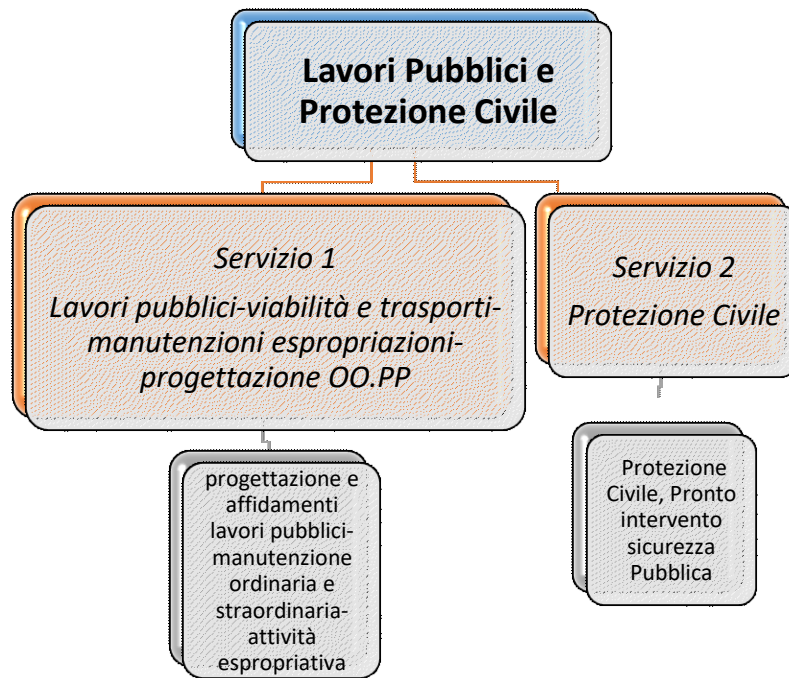 Lavori Pubblici e
Protezione Civile
Servizio 1
Lavori pubblici-viabilità e trasporti-
manutenzioni espropriazioni-
progettazione OO.PP
Servizio 2
Protezione Civile
progettazione e
affidamenti
lavori pubblici-
manutenzione
ordinaria e
straordinaria-
attività
espropriativa
Protezione
Civile, Pronto
intervento
sicurezza
Pubblica